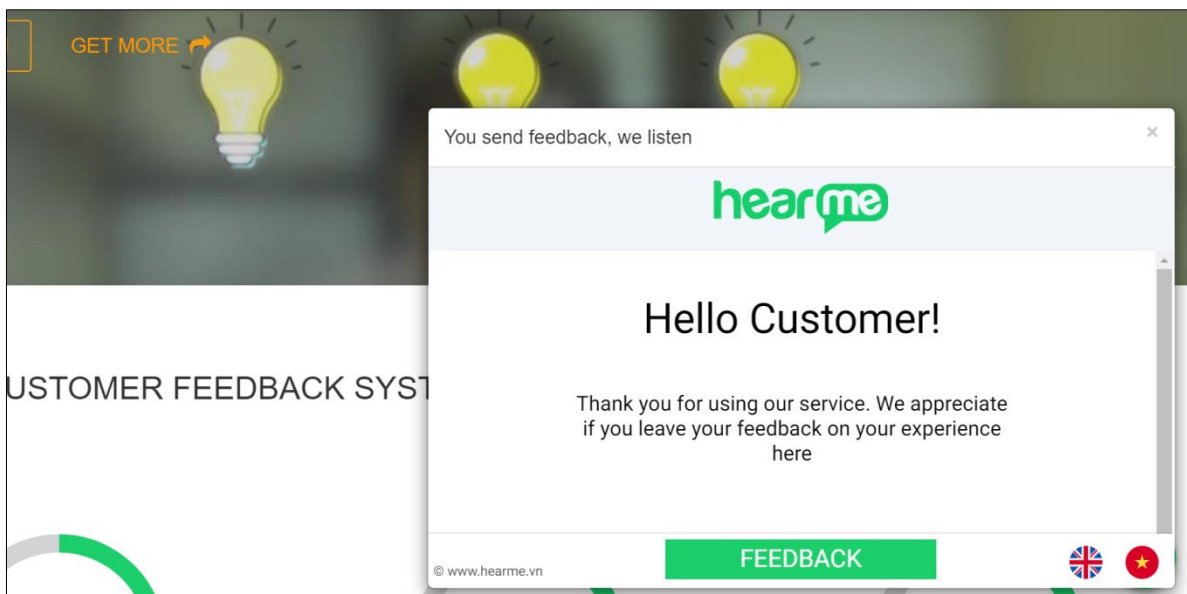 GET MORE
You send feedback, we listen
×
hearme
Hello Customer!
USTOMER FEEDBACK SYST
Thank you for using our service. We appreciate
if you leave your feedback on your experience
here
FEEDBACK
© www.hearme.vn